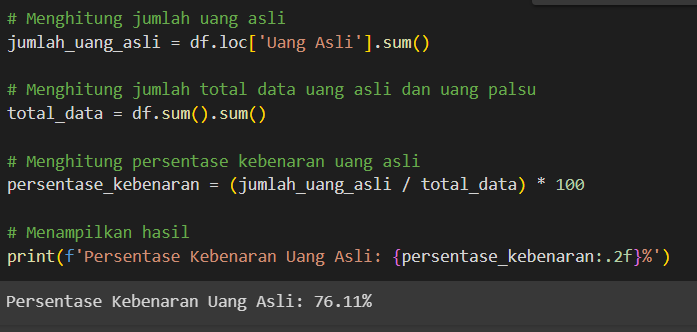 # Menghitung jumlah uang asli
jumlah_uang_asli = df.loc['Uang Asli'].sum()
# Menghitung jumlah total data uang asli dan uang palsu
total_data = df.sum().sum()
# Menghitung persentase kebenaran uang asli
persentase_kebenaran = (jumlah_uang_asli / total_data) * 100
# Menampilkan hasil
print(f'Persentase Kebenaran Uang Asli: {persentase_kebenaran:.2f}%')
Persentase Kebenaran Uang Asli: 76.11%